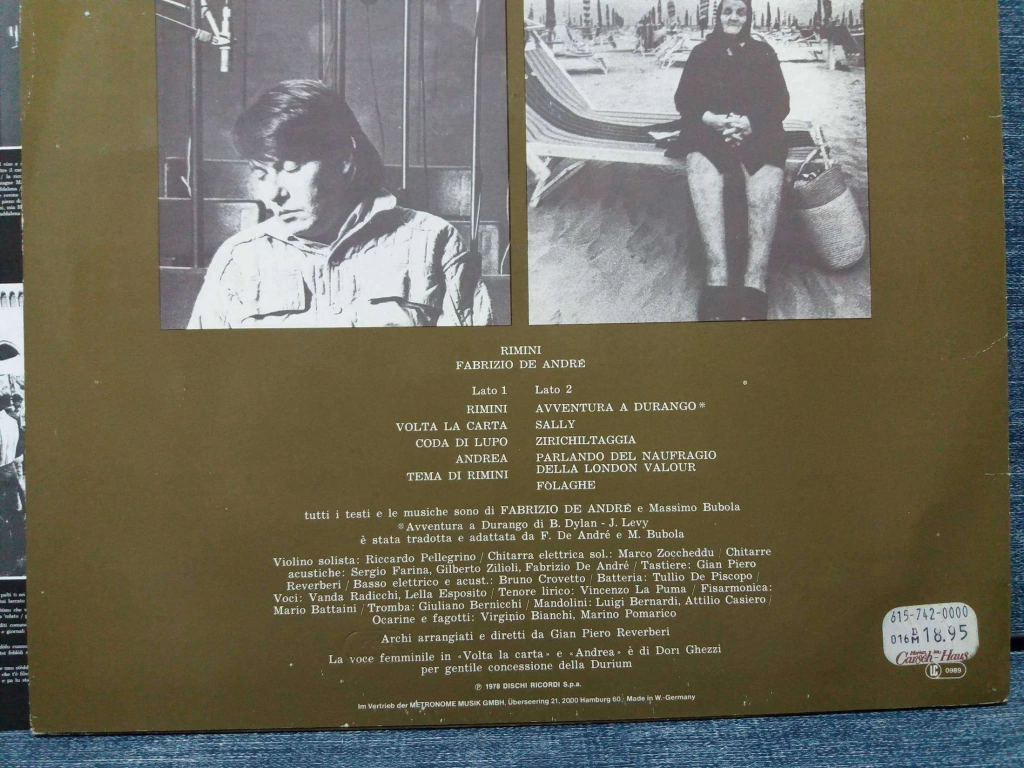 RIMINI
FABRIZIO DE ANDRÉ
Lato 1
RIMINI
VOLTA LA CARTA
CODA DI LUPO
ANDREA
TEMA DI RIMINI
Lato 2
AVVENTURA A DURANGO*
SALLY
ZIRICHILTAGGIA
PARLANDO DEL NAUFRAGIO
DELLA LONDON VALOUR
FOLAGHE
tutti i testi e le musiche sono di FABRIZIO DE ANDRÉ e Massimo Bubola
*Avventura a Durango di B. Dylan - J. Levy
è stata tradotta e adattata da F. De André e M. Bubola
Violino solista: Riccardo Pellegrino / Chitarra elettrica sol.: Marco Zoccheddu / Chitarre
acustiche: Sergio Farina, Gilberto Zilioli, Fabrizio De André / Tastiere: Gian Piero
Reverberi / Basso elettrico e acust.: Bruno Crovetto / Batteria: Tullio De Piscopo /
Voci: Vanda Radicchi, Lella Esposito / Tenore lirico: Vincenzo La Puma / Fisarmonica:
Mario Battaini / Tromba: Giuliano Bernicchi / Mandolini: Luigi Bernardi, Attilio Casiero /
Ocarine e fagotti: Virginio Bianchi, Marino Pomarico
Archi arrangiati e diretti da Gian Piero Reverberi
La voce femminile in «Volta la carta» e «Andrea» è di Dori Ghezzi
per gentile concessione della Durium
℗ 1978 DISCHI RICORDI S.p.a.
Im Vertrieb der METRONOME MUSIK GMBH, Überseering 21, 2000 Hamburg 60. Made in W.-Germany
615-742-0000
016 D M 18.95
LC 0989